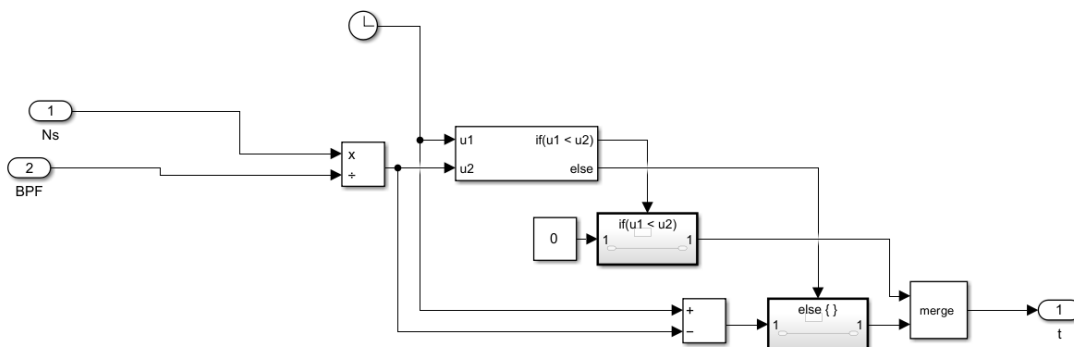 1
Ns
2
BPF
x
÷
u1
if(u1 < u2)
u2
else
0
if(u1 < u2)
1
1
+
−
else { }
1
1
merge
1
t